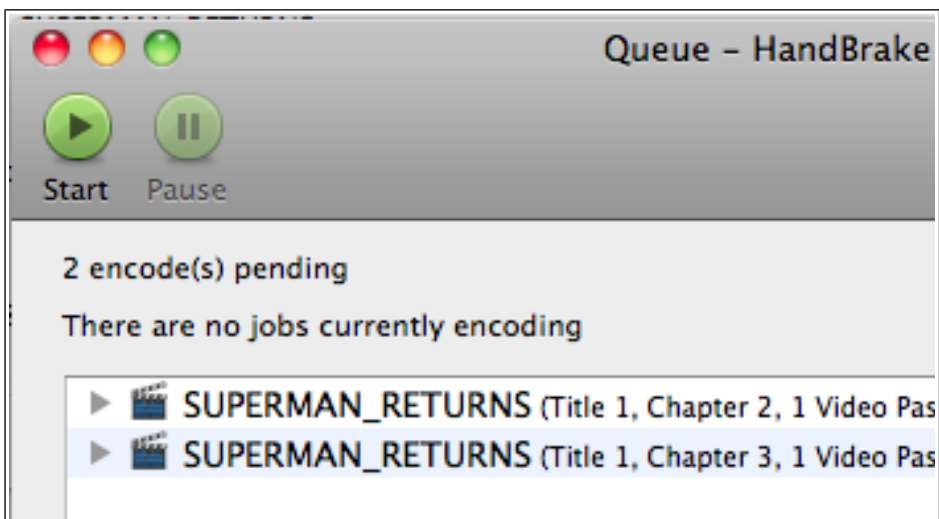 Queue – HandBrake
Start Pause
2 encode(s) pending
There are no jobs currently encoding
SUPERMAN_RETURNS (Title 1, Chapter 2, 1 Video Pas
SUPERMAN_RETURNS (Title 1, Chapter 3, 1 Video Pas